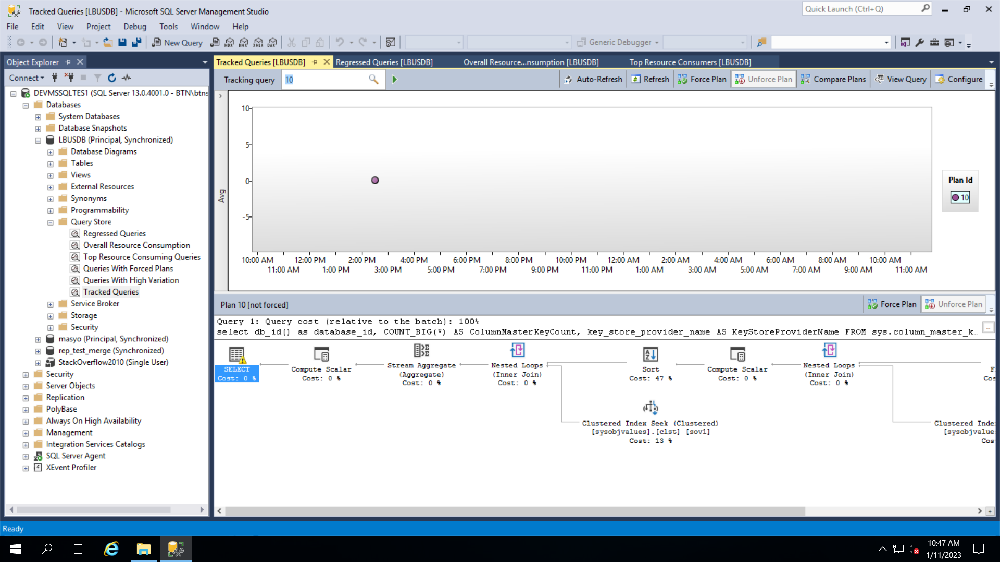 Tracked Queries [LBUSDB] - Microsoft SQL Server Management Studio
Quick Launch (Ctrl+Q)
File Edit View Project Debug Tools Window Help
New Query
MDX DMX XMLA DAX
Generic Debugger
Object Explorer
Connect
DEVMSSQLTES1 (SQL Server 13.0.4001.0 - BTN\btns
Databases
System Databases
Database Snapshots
LBUSDB (Principal, Synchronized)
Database Diagrams
Tables
Views
External Resources
Synonyms
Programmability
Query Store
Regressed Queries
Overall Resource Consumption
Top Resource Consuming Queries
Queries With Forced Plans
Queries With High Variation
Tracked Queries
Service Broker
Storage
Security
masyo (Principal, Synchronized)
rep_test_merge (Synchronized)
StackOverflow2010 (Single User)
Security
Server Objects
Replication
PolyBase
Always On High Availability
Management
Integration Services Catalogs
SQL Server Agent
XEvent Profiler
Tracked Queries [LBUSDB]
Regressed Queries [LBUSDB]
Overall Resource...nsumption [LBUSDB]
Top Resource Consumers [LBUSDB]
Tracking query 10
Auto-Refresh Refresh Force Plan Unforce Plan Compare Plans View Query Configure
10
5
0
-5
Avg
Plan Id
10
10:00 AM 12:00 PM 2:00 PM 4:00 PM 6:00 PM 8:00 PM 10:00 PM 12:00 AM 2:00 AM 4:00 AM 6:00 AM 8:00 AM 10:00 AM
11:00 AM 1:00 PM 3:00 PM 5:00 PM 7:00 PM 9:00 PM 11:00 PM 1:00 AM 3:00 AM 5:00 AM 7:00 AM 9:00 AM 11:00 AM
Plan 10 [not forced]
Force Plan Unforce Plan
Query 1: Query cost (relative to the batch): 100%
select db_id() as database_id, COUNT_BIG(*) AS ColumnMasterKeyCount, key_store_provider_name AS KeyStoreProviderName FROM sys.column_master_k...
SELECT
Cost: 0 %
Compute Scalar
Cost: 0 %
Stream Aggregate
(Aggregate)
Cost: 0 %
Nested Loops
(Inner Join)
Cost: 0 %
Sort
Cost: 47 %
Compute Scalar
Cost: 0 %
Nested Loops
(Inner Join)
Cost: 0 %
F
Cos
Clustered Index Seek (Clustered)
[sysobjvalues].[clst] [sov1]
Cost: 13 %
Clustered Inde
[sysobjvalue
Cos
Ready
10:47 AM
1/11/2023